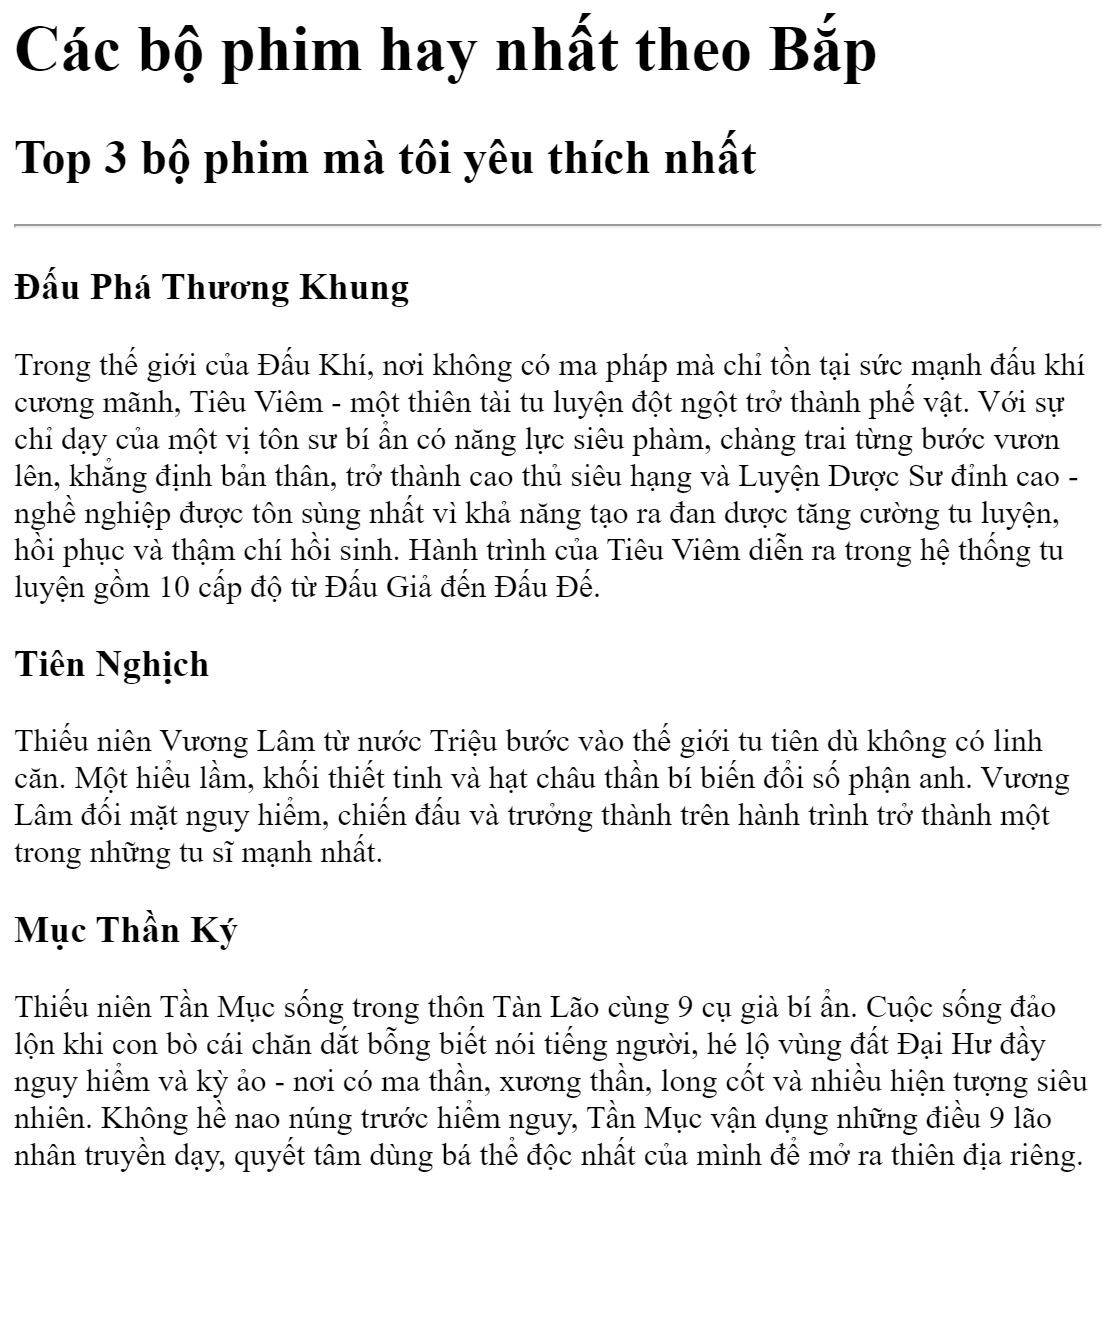 Các bộ phim hay nhất theo Bắp
Top 3 bộ phim mà tôi yêu thích nhất
Đấu Phá Thương Khung
Trong thế giới của Đấu Khí, nơi không có ma pháp mà chỉ tồn tại sức mạnh đấu khí
cương mãnh, Tiêu Viêm - một thiên tài tu luyện đột ngột trở thành phế vật. Với sự
chỉ dạy của một vị tôn sư bí ẩn có năng lực siêu phàm, chàng trai từng bước vươn
lên, khẳng định bản thân, trở thành cao thủ siêu hạng và Luyện Dược Sư đỉnh cao -
nghề nghiệp được tôn sùng nhất vì khả năng tạo ra đan dược tăng cường tu luyện,
hồi phục và thậm chí hồi sinh. Hành trình của Tiêu Viêm diễn ra trong hệ thống tu
luyện gồm 10 cấp độ từ Đấu Giả đến Đấu Đế.
Tiên Nghịch
Thiếu niên Vương Lâm từ nước Triệu bước vào thế giới tu tiên dù không có linh
căn. Một hiểu lầm, khối thiết tinh và hạt châu thần bí biến đổi số phận anh. Vương
Lâm đối mặt nguy hiểm, chiến đấu và trưởng thành trên hành trình trở thành một
trong những tu sĩ mạnh nhất.
Mục Thần Ký
Thiếu niên Tần Mục sống trong thôn Tàn Lão cùng 9 cụ già bí ẩn. Cuộc sống đảo
lộn khi con bò cái chăn dắt bỗng biết nói tiếng người, hé lộ vùng đất Đại Hư đầy
nguy hiểm và kỳ ảo - nơi có ma thần, xương thần, long cốt và nhiều hiện tượng siêu
nhiên. Không hề nao núng trước hiểm nguy, Tần Mục vận dụng những điều 9 lão
nhân truyền dạy, quyết tâm dùng bá thể độc nhất của mình để mở ra thiên địa riêng.